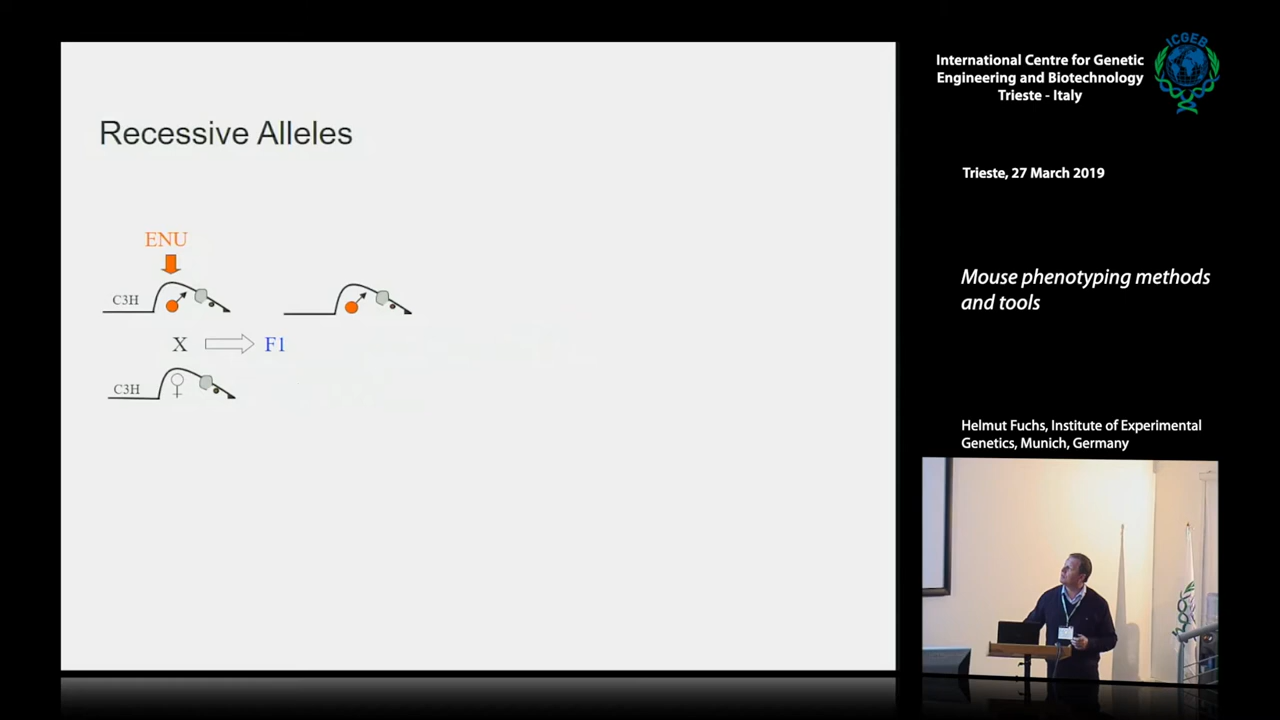 Recessive Alleles
ENU
C3H
X
F1
C3H
ICGEB
International Centre for Genetic
Engineering and Biotechnology
Trieste - Italy
Trieste, 27 March 2019
Mouse phenotyping methods
and tools
Helmut Fuchs, Institute of Experimental
Genetics, Munich, Germany